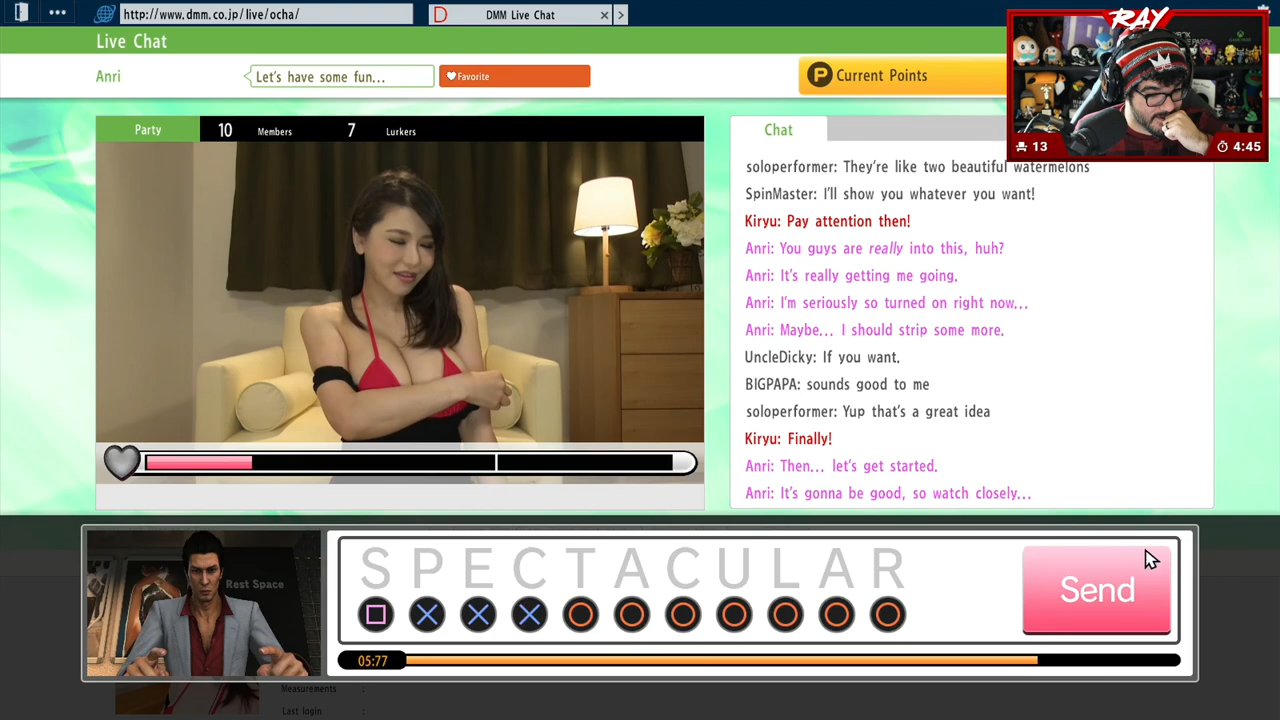 http://www.dmm.co.jp/live/ocha/
DMM Live Chat
RAY
Live Chat
Anri
Let's have some fun...
Favorite
P Current Points
13
4:45
Party
10 Members
7 Lurkers
Chat
soloperformer: They're like two beautiful watermelons
SpinMaster: I'll show you whatever you want!
Kiryu: Pay attention then!
Anri: You guys are really into this, huh?
Anri: It's really getting me going.
Anri: I'm seriously so turned on right now...
Anri: Maybe... I should strip some more.
UncleDicky: If you want.
BIGPAPA: sounds good to me
soloperformer: Yup that's a great idea
Kiryu: Finally!
Anri: Then... let's get started.
Anri: It's gonna be good, so watch closely...
Rest Space
SPECTACULAR
Send
05:77
Measurements :
Last login :